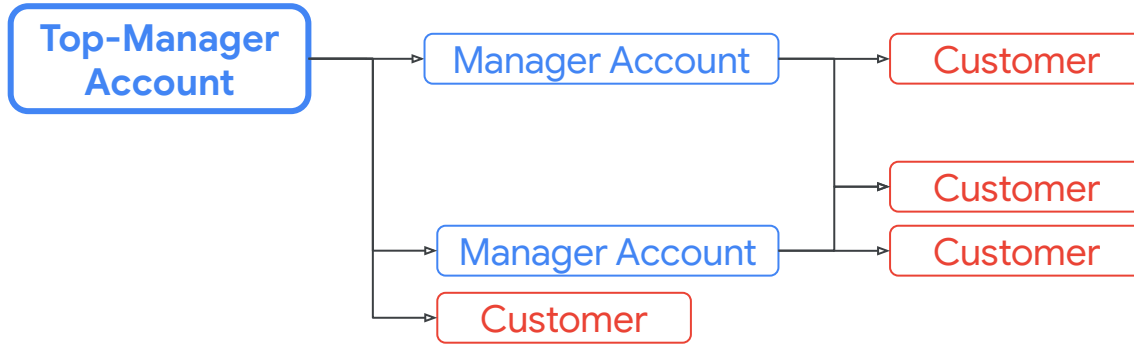 Top-Manager
Account
Manager Account
Customer
Customer
Manager Account
Customer
Customer